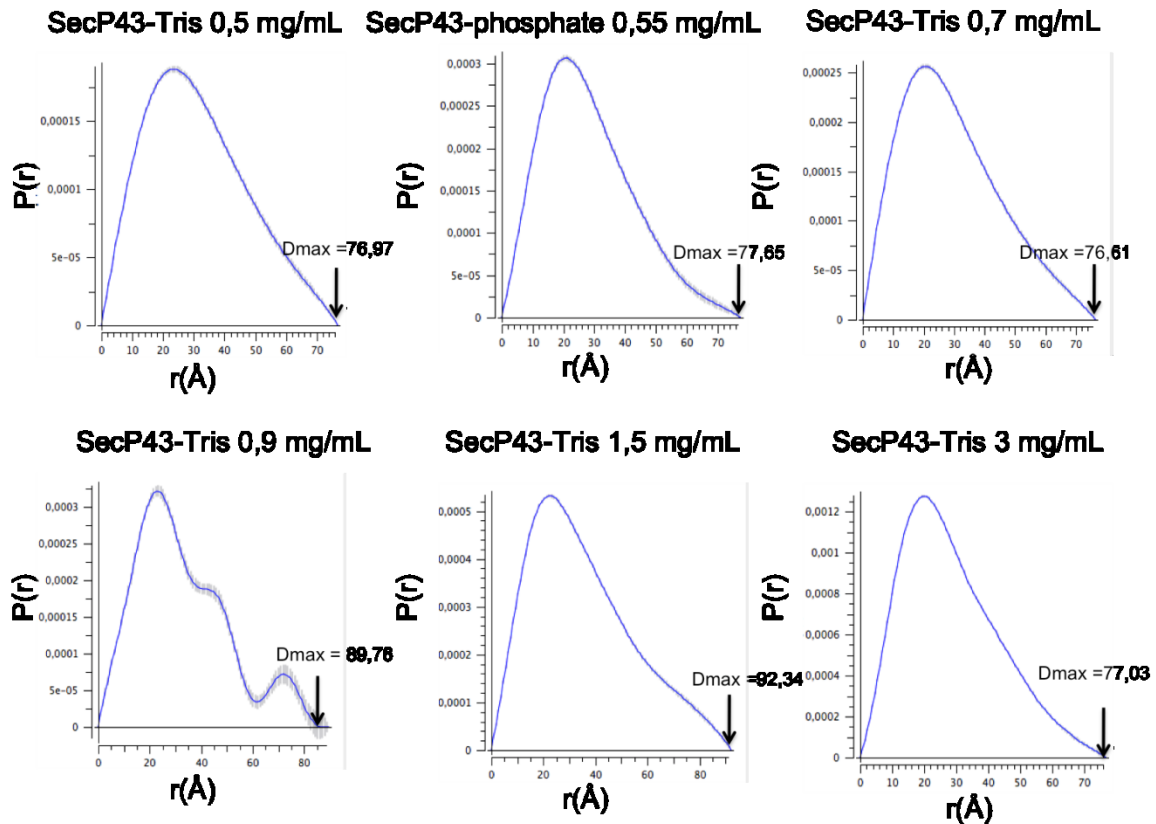 SecP43-Tris 0,5 mg/mL
SecP43-phosphate 0,55 mg/mL
SecP43-Tris 0,7 mg/mL
P(r)
0,00015
0,0001
5e-05
0
Dmax =76,97
0 10 20 30 40 50 60 70
r(Å)
P(r)
0,0003
0,00025
0,0002
0,00015
0,0001
5e-05
0
Dmax =77,65
0 10 20 30 40 50 60 70
r(Å)
P(r)
0,00025
0,0002
0,00015
0,0001
5e-05
0
Dmax =76,61
0 10 20 30 40 50 60 70
r(Å)
SecP43-Tris 0,9 mg/mL
SecP43-Tris 1,5 mg/mL
SecP43-Tris 3 mg/mL
P(r)
0,0003
0,00025
0,0002
0,00015
0,0001
5e-05
0
Dmax = 89,76
0 20 40 60 80
r(Å)
P(r)
0,0005
0,0004
0,0003
0,0002
0,0001
0
Dmax =92,34
0 20 40 60 80
r(Å)
P(r)
0,0012
0,001
0,0008
0,0006
0,0004
0,0002
0
Dmax =77,03
0 10 20 30 40 50 60 70
r(Å)